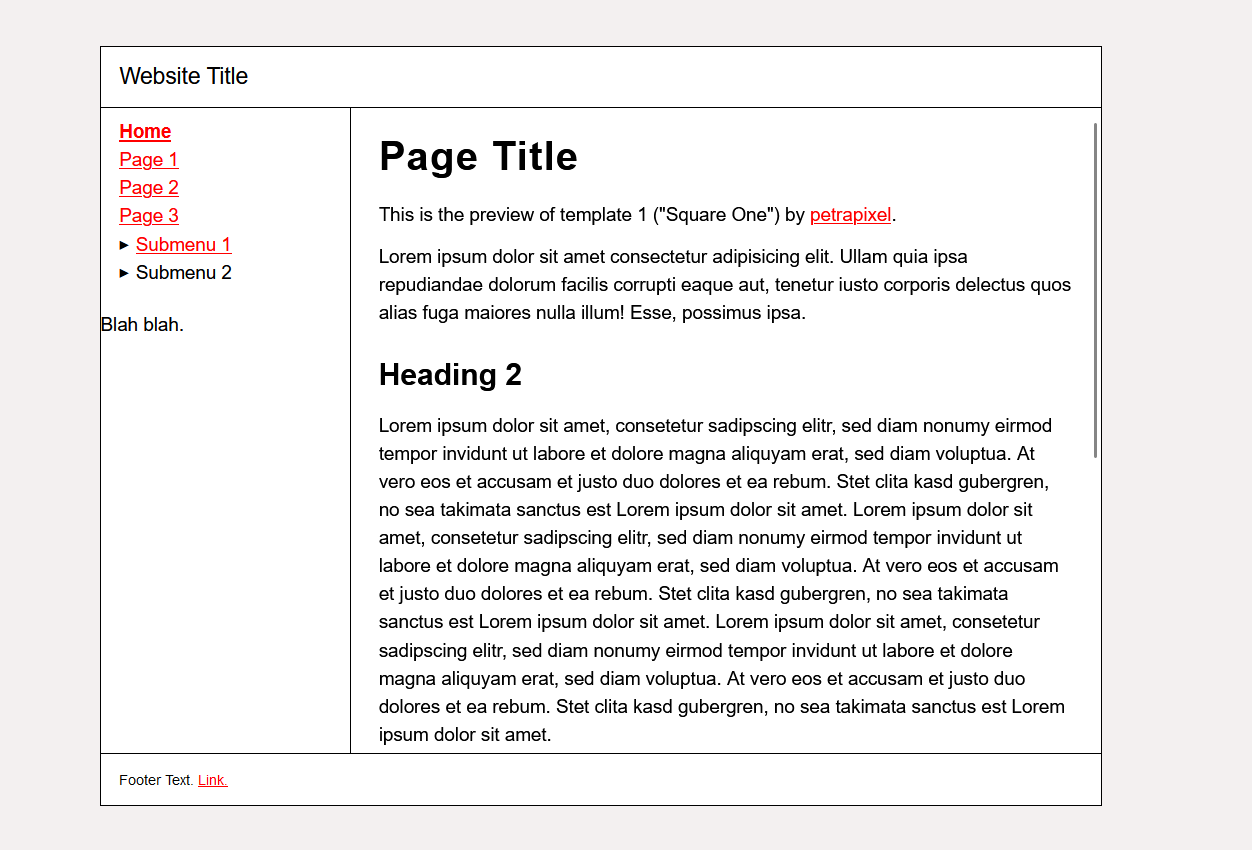 Website Title
Home
Page 1
Page 2
Page 3
Submenu 1
Submenu 2
Blah blah.
Page Title
This is the preview of template 1 ("Square One") by petrapixel.
Lorem ipsum dolor sit amet consectetur adipisicing elit. Ullam quia ipsa
repudiandae dolorum facilis corrupti eaque aut, tenetur iusto corporis delectus quos
alias fuga maiores nulla illum! Esse, possimus ipsa.
Heading 2
Lorem ipsum dolor sit amet, consetetur sadipscing elitr, sed diam nonumy eirmod
tempor invidunt ut labore et dolore magna aliquyam erat, sed diam voluptua. At
vero eos et accusam et justo duo dolores et ea rebum. Stet clita kasd gubergren,
no sea takimata sanctus est Lorem ipsum dolor sit amet. Lorem ipsum dolor sit
amet, consetetur sadipscing elitr, sed diam nonumy eirmod tempor invidunt ut
labore et dolore magna aliquyam erat, sed diam voluptua. At vero eos et accusam
et justo duo dolores et ea rebum. Stet clita kasd gubergren, no sea takimata
sanctus est Lorem ipsum dolor sit amet. Lorem ipsum dolor sit amet, consetetur
sadipscing elitr, sed diam nonumy eirmod tempor invidunt ut labore et dolore
magna aliquyam erat, sed diam voluptua. At vero eos et accusam et justo duo
dolores et ea rebum. Stet clita kasd gubergren, no sea takimata sanctus est Lorem
ipsum dolor sit amet.
Footer Text. Link.